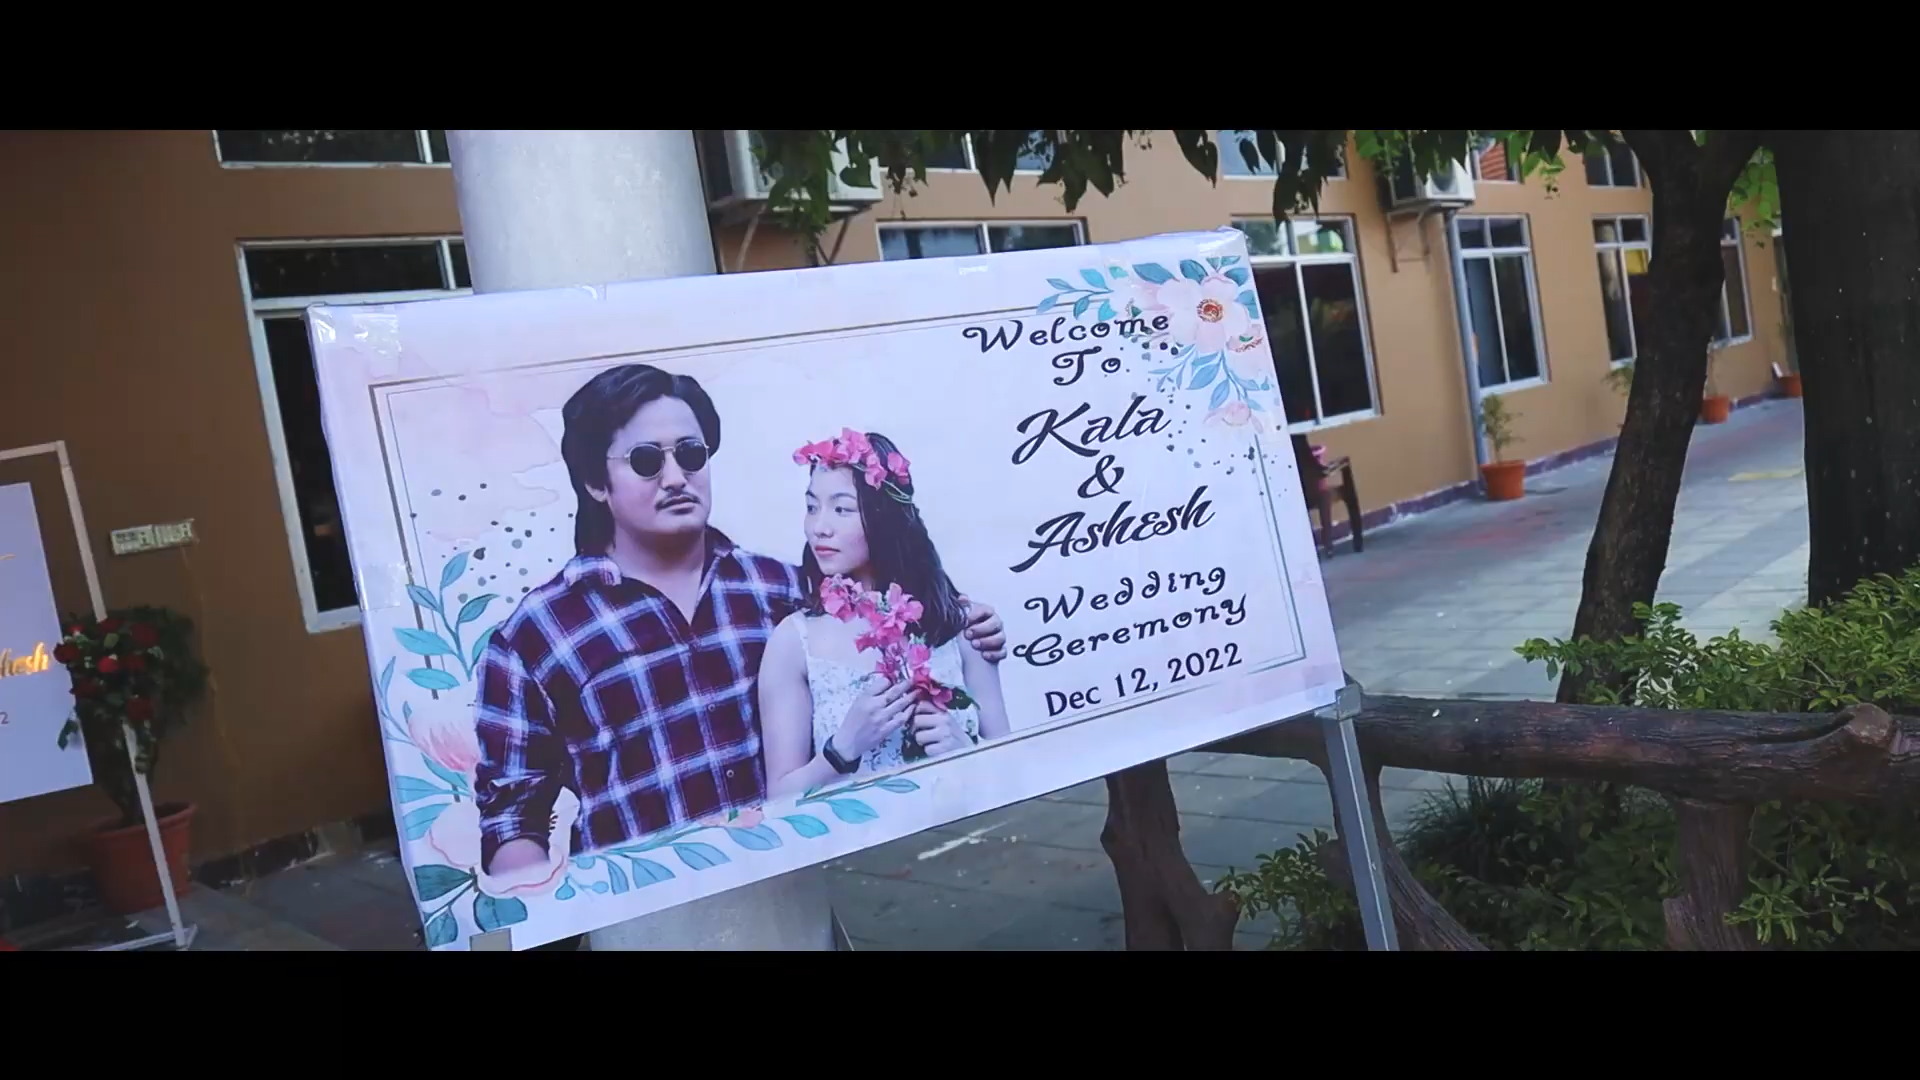 Welcome
To
Kala
&
Ashesh
Wedding
Ceremony
Dec 12, 2022